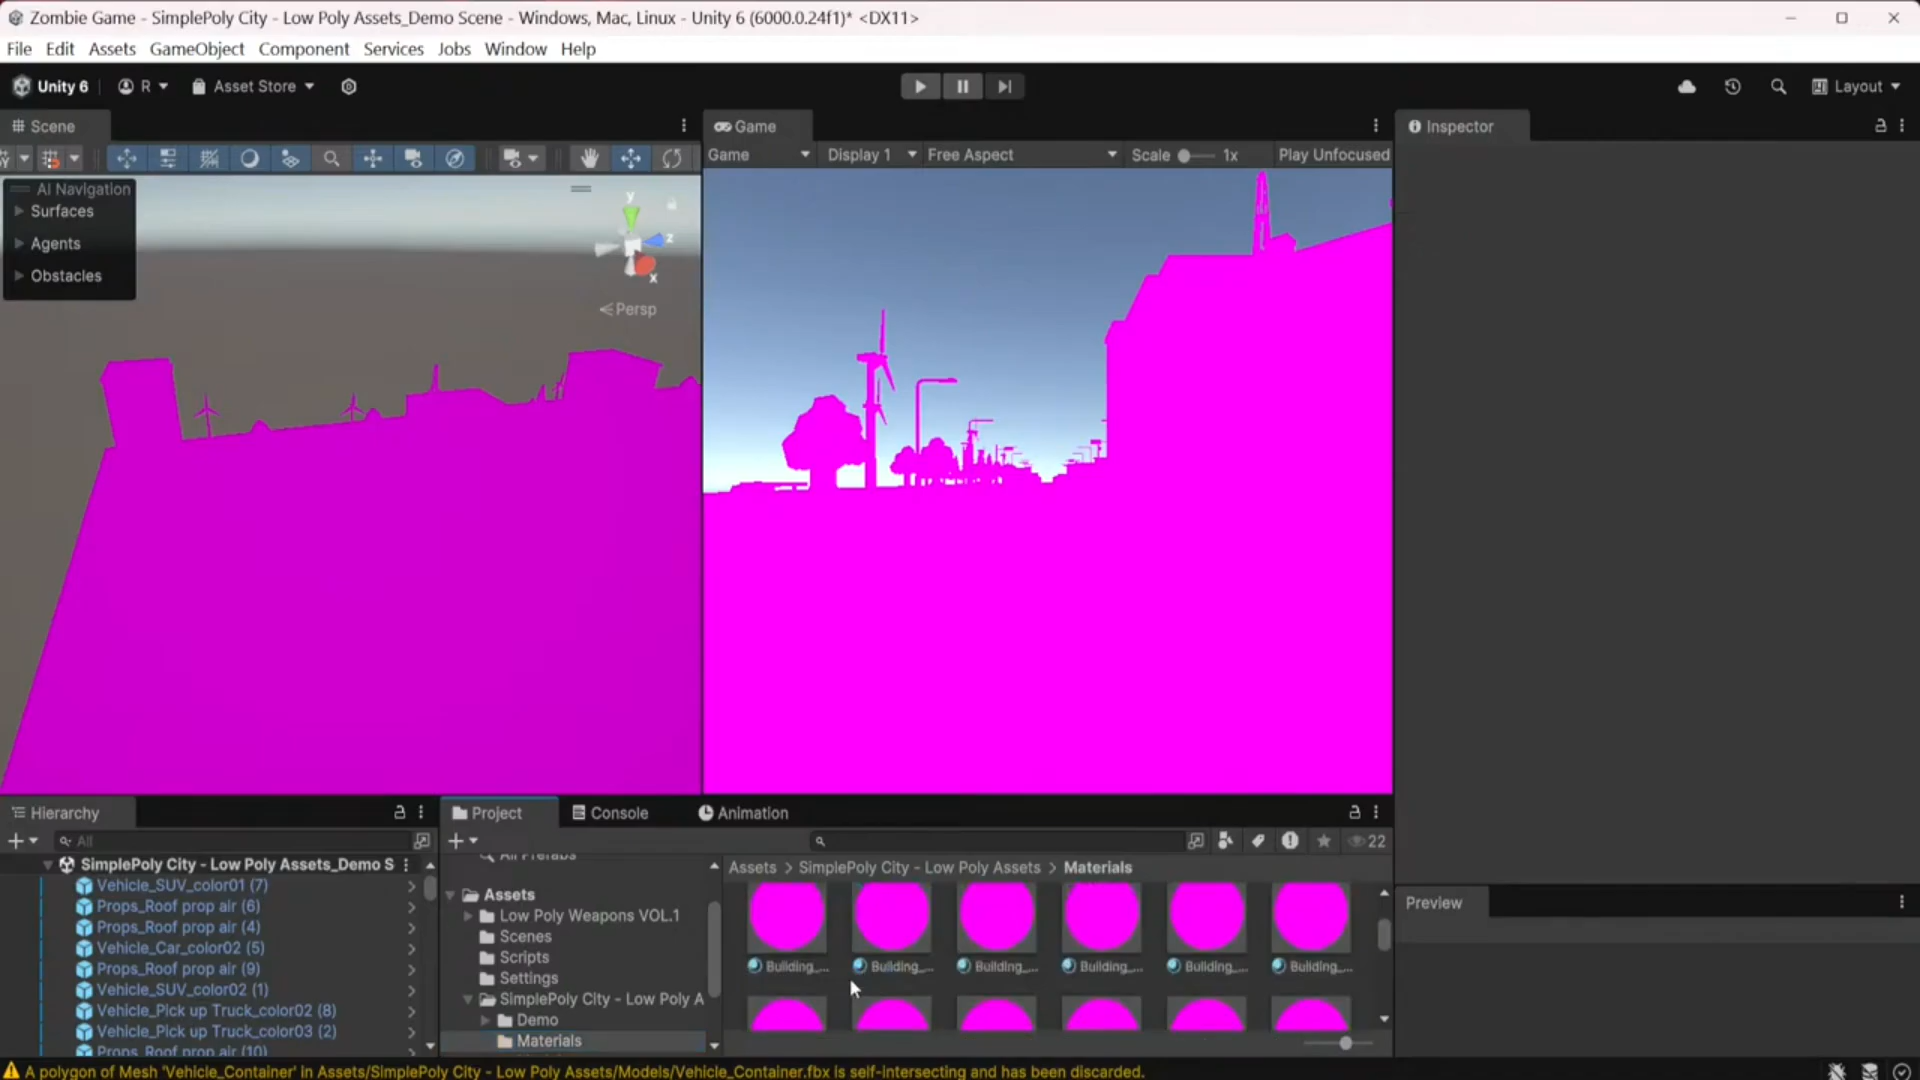 Zombie Game - SimplePoly City - Low Poly Assets_Demo Scene - Windows, Mac, Linux - Unity 6 (6000.0.24f1)* <DX11>
File Edit Assets GameObject Component Services Jobs Window Help
Unity 6 R Asset Store Layout
Scene
AI Navigation
Surfaces
Agents
Obstacles
y
z
x
Persp
Game
Game Display 1 Free Aspect Scale 1x Play Unfocused
Inspector
Hierarchy
All
SimplePoly City - Low Poly Assets_Demo S
Vehicle_SUV_color01 (7)
Props_Roof prop air (6)
Props_Roof prop air (4)
Vehicle_Car_color02 (5)
Props_Roof prop air (9)
Vehicle_SUV_color02 (1)
Vehicle_Pick up Truck_color02 (8)
Vehicle_Pick up Truck_color03 (2)
Props_Roof prop air (10)
Project Console Animation
22
All Prefabs
Assets
Low Poly Weapons VOL.1
Scenes
Scripts
Settings
SimplePoly City - Low Poly A
Demo
Materials
Assets > SimplePoly City - Low Poly Assets > Materials
Building_... Building_... Building_... Building_... Building_... Building_...
Preview
A polygon of Mesh 'Vehicle_Container' in Assets/SimplePoly City - Low Poly Assets/Models/Vehicle_Container.fbx is self-intersecting and has been discarded.